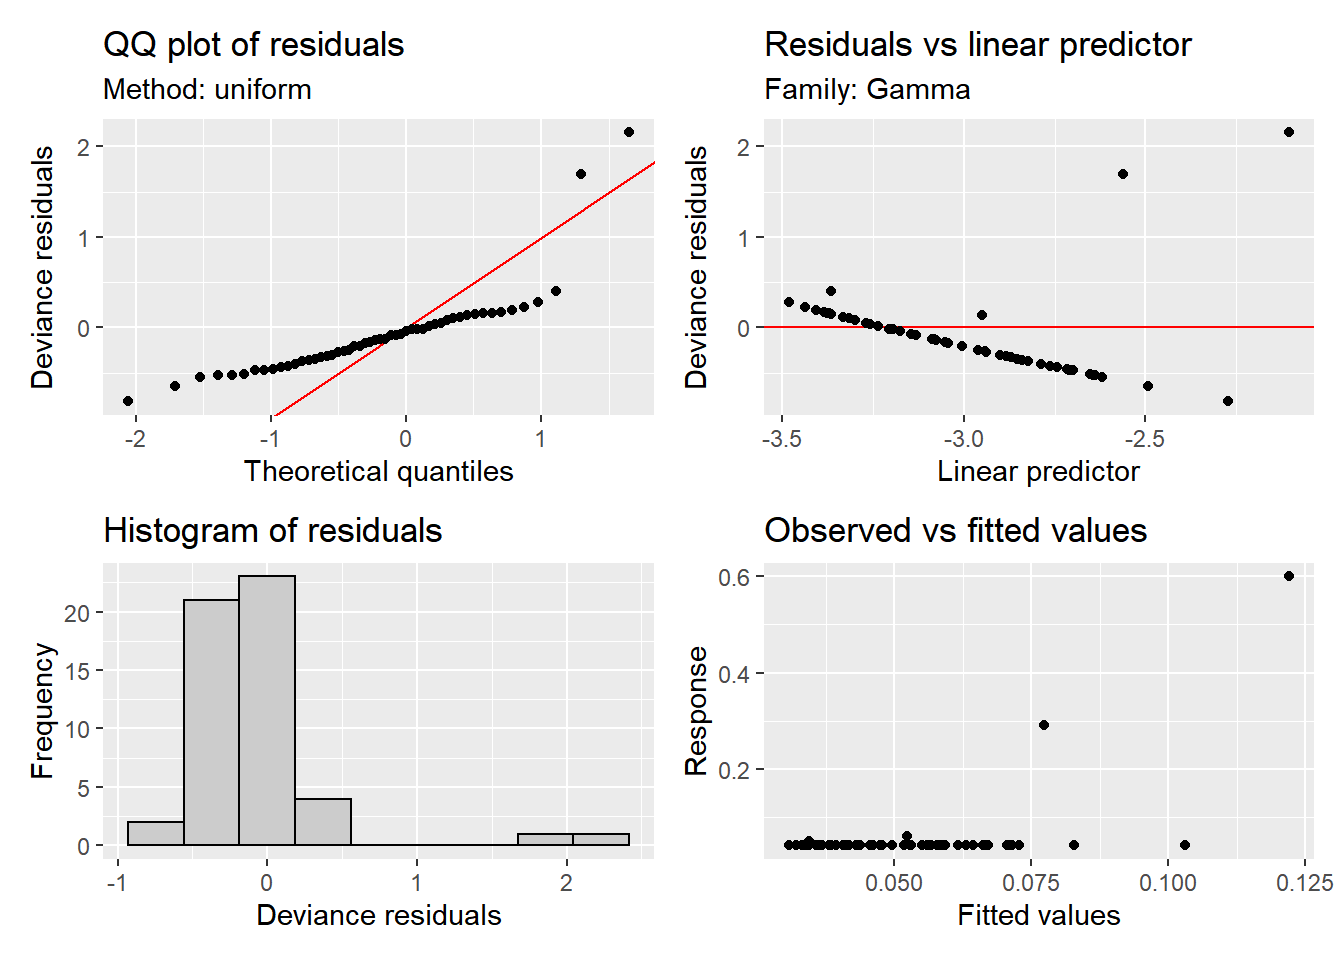 QQ plot of residuals
Method: uniform
2
1
0
Deviance residuals
-2
-1
0
1
Theoretical quantiles
Residuals vs linear predictor
Family: Gamma
2
1
0
Deviance residuals
-3.5
-3.0
-2.5
Linear predictor
Histogram of residuals
20
15
10
5
0
Frequency
-1
0
1
2
Deviance residuals
Observed vs fitted values
0.6
0.4
0.2
Response
0.050
0.075
0.100
0.125
Fitted values